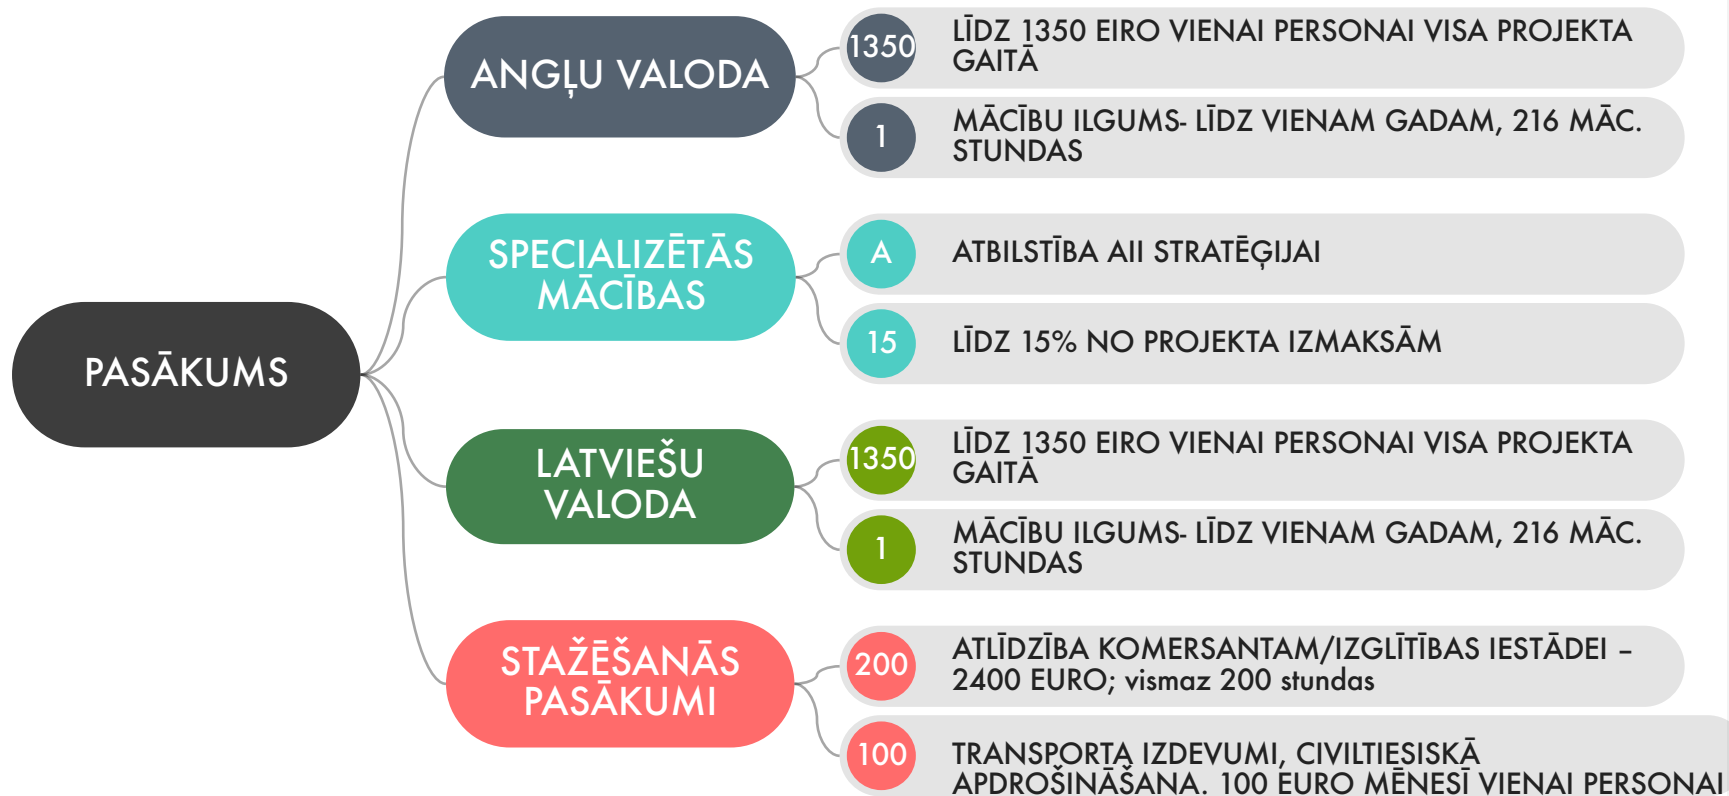 PASĀKUMS
ANGĻU VALODA
1350
LĪDZ 1350 EIRO VIENAI PERSONAI VISA PROJEKTA
GAITĀ
1
MĀCĪBU ILGUMS- LĪDZ VIENAM GADAM, 216 MĀC.
STUNDAS
SPECIALIZĒTĀS
MĀCĪBAS
A
ATBILSTĪBA AII STRATĒĢIJAI
15
LĪDZ 15% NO PROJEKTA IZMAKSĀM
LATVIEŠU
VALODA
1350
LĪDZ 1350 EIRO VIENAI PERSONAI VISA PROJEKTA
GAITĀ
1
MĀCĪBU ILGUMS- LĪDZ VIENAM GADAM, 216 MĀC.
STUNDAS
STAŽĒŠANĀS
PASĀKUMI
200
ATLĪDZĪBA KOMERSANTAM/IZGLĪTĪBAS IESTĀDEI –
2400 EURO; vismaz 200 stundas
100
TRANSPORTA IZDEVUMI, CIVILTIESISKĀ
APDROŠINĀŠANA. 100 EURO MĒNESĪ VIENAI PERSONAI